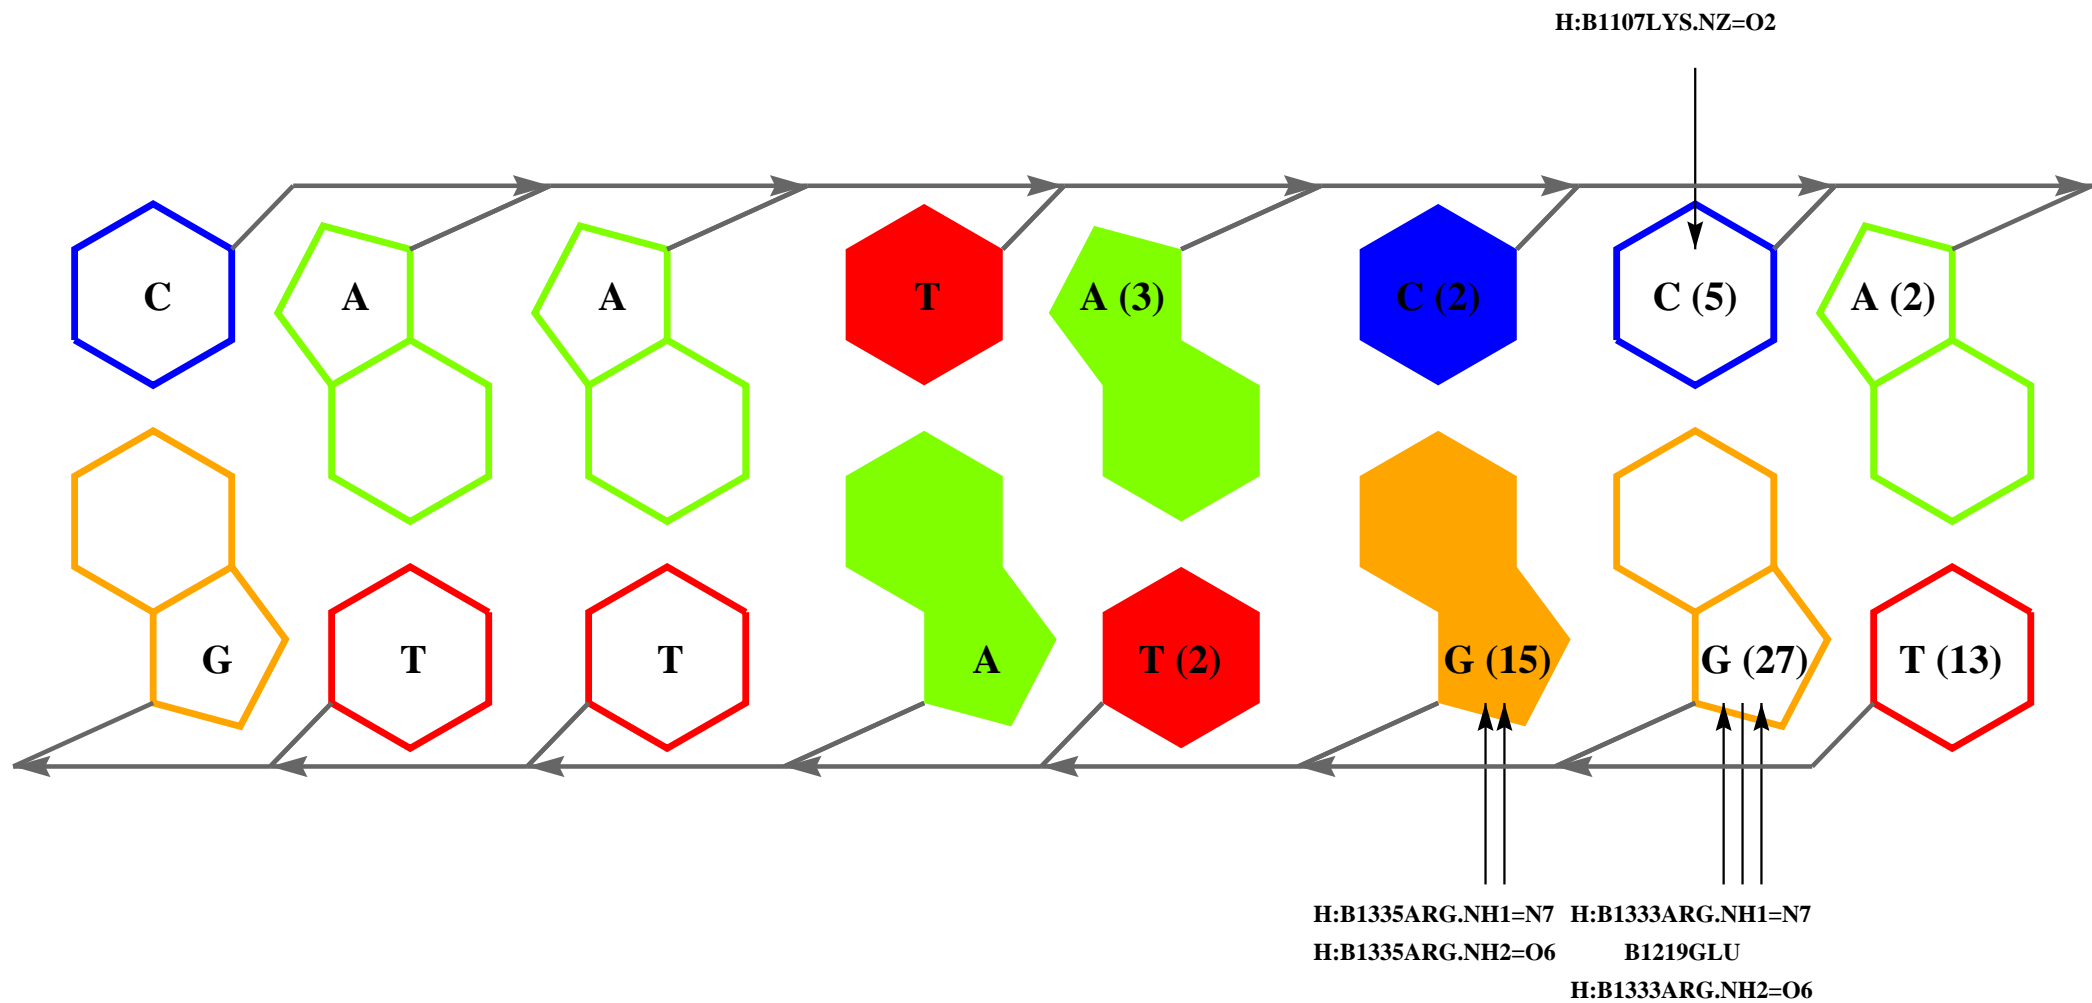 H:B1107LYS.NZ=O2
C A A T A (3) C (2) C (5) A (2)
G T T A T (2) G (15) G (27) T (13)
H:B1335ARG.NH1=N7 H:B1333ARG.NH1=N7
H:B1335ARG.NH2=O6 B1219GLU
H:B1333ARG.NH2=O6